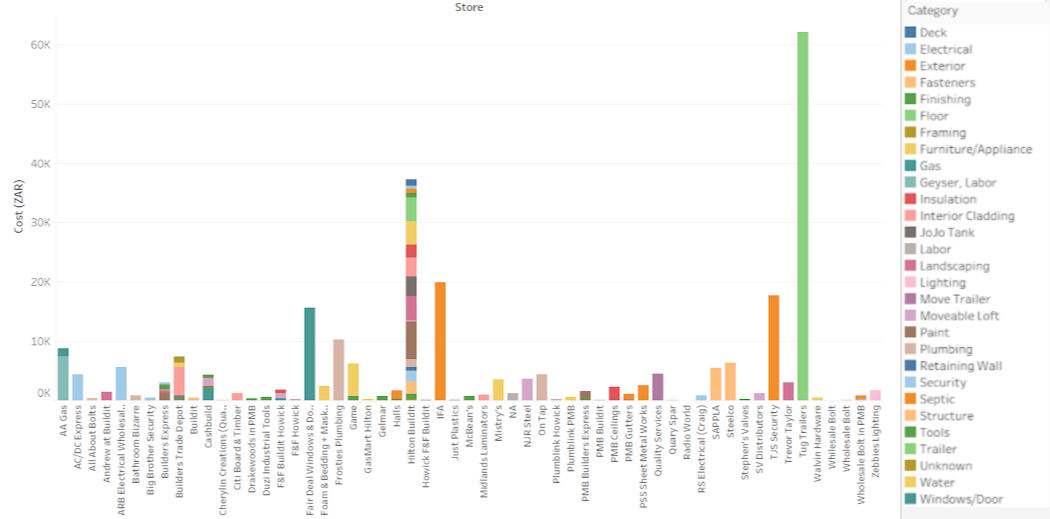 Store
Category
Deck
Electrical
Exterior
Fasteners
Finishing
Floor
Framing
Furniture/Appliance
Gas
Geyser, Labor
Insulation
Interior Cladding
JoJo Tank
Labor
Landscaping
Lighting
Move Trailer
Moveable Loft
Paint
Plumbing
Retaining Wall
Security
Septic
Structure
Tools
Trailer
Unknown
Water
Windows/Door
Cost (ZAR)
60K
50K
40K
30K
20K
10K
0K
AA Gas
AC/DC Express
All About Bolts
Andrew at Buildit
ARB Electrical Wholesal..
Bathroom Bizarre
Big Brother Security
Builders Express
Builders Trade Depot
Buildit
Cashbuild
Cherylin Creations (Qua..
Citi Board & Timber
Drakewoods in PMB
Duzi Industrial Tools
F&F Buildit Howick
F&F Howick
Fair Deal Windows & Do..
Foam & Bedding + Mask..
Frosties Plumbing
Game
GasMart Hilton
Gelmar
Hills
Hilton Buildit
Howick F&F Buildit
IFA
Just Plastics
McBean's
Midlands Laminators
Mistry's
NA
NJR Steel
On Tap
Plumblink Howick
Plumblink PMB
PMB Builders Express
PMB Buildit
PMB Ceilings
PMB Gutters
PSS Sheet Metal Works
Quality Services
Quary Spar
Radio World
RS Electrical (Craig)
SAPPLA
Steelco
Stephen's Valves
SV Distributors
TJS Security
Trevor Taylor
Tug Trailers
Walvin Hardware
Wholesale Bolt
Wholesale Bolt
Wholesale Bolt in PMB
Zebbies Lighting